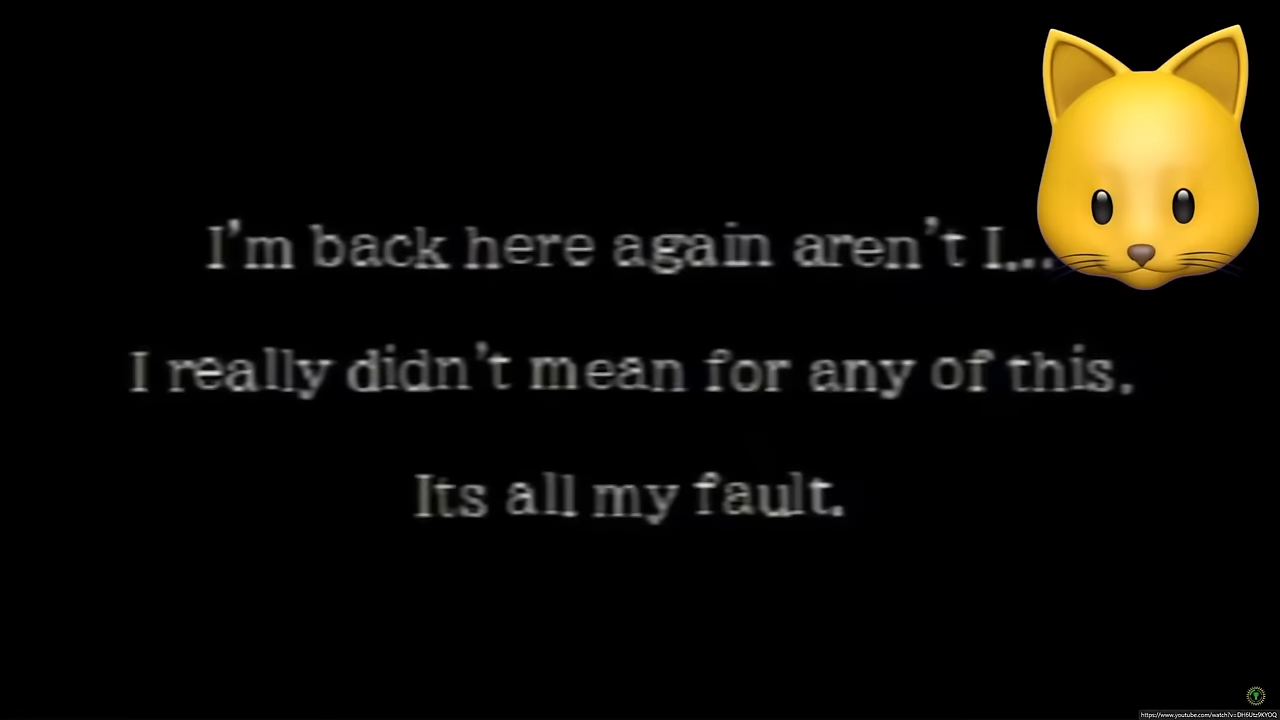 I'm back here again aren't I...
I really didn't mean for any of this.
Its all my fault.